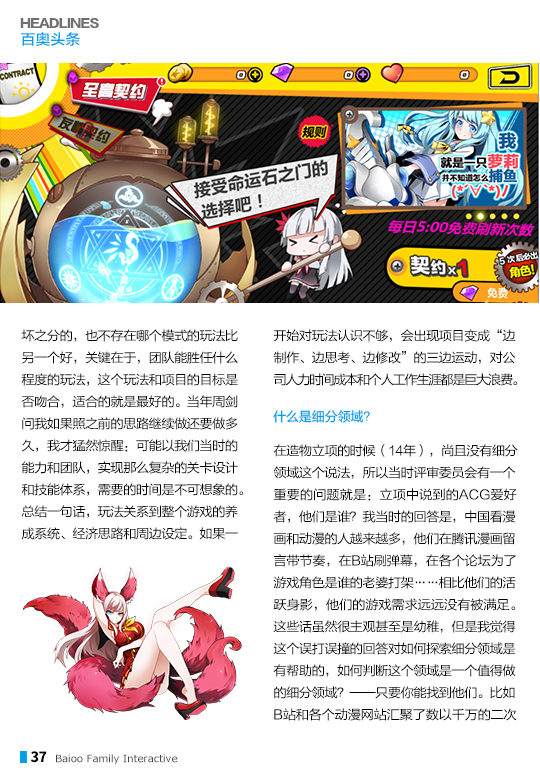 HEADLINES
百奥头条
CONTRACT
至尊契约
友情契约
0
0
0
规则
我
就是一只萝莉
并不知道怎么捕鱼
(*´∀`*)ﾉ
接受命运石之门的
选择吧！
每日5:00免费刷新次数
契约×1
5次后必出
角色!
免费
坏之分的，也不存在哪个模式的玩法比
另一个好，关键在于，团队能胜任什么
程度的玩法，这个玩法和项目的目标是
否吻合，适合的就是最好的。当年周剑
问我如果照之前的思路继续做还要做多
久，我才猛然惊醒；可能以我们当时的
能力和团队，实现那么复杂的关卡设计
和技能体系，需要的时间是不可想象的。
总结一句话，玩法关系到整个游戏的养
成系统、经济思路和周边设定。如果一
开始对玩法认识不够，会出现项目变成“边
制作、边思考、边修改”的三边运动，对公
司人力时间成本和个人工作生涯都是巨大浪费。
什么是细分领域?
在造物立项的时候（14年），尚且没有细分
领域这个说法，所以当时评审委员会有一个
重要的问题就是；立项中说到的ACG爱好
者，他们是谁？我当时的回答是，中国看漫
画和动漫的人越来越多，他们在腾讯漫画留
言带节奏，在B站刷弹幕，在各个论坛为了
游戏角色是谁的老婆打架……相比他们的活
跃身影，他们的游戏需求远远没有被满足。
这些话虽然很主观甚至是幼稚，但是我觉得
这个误打误撞的回答对如何探索细分领域是
有帮助的，如何判断这个领域是一个值得做
的细分领域？——只要你能找到他们。比如
B站和各个动漫网站汇聚了数以千万的二次
37 Baioo Family Interactive